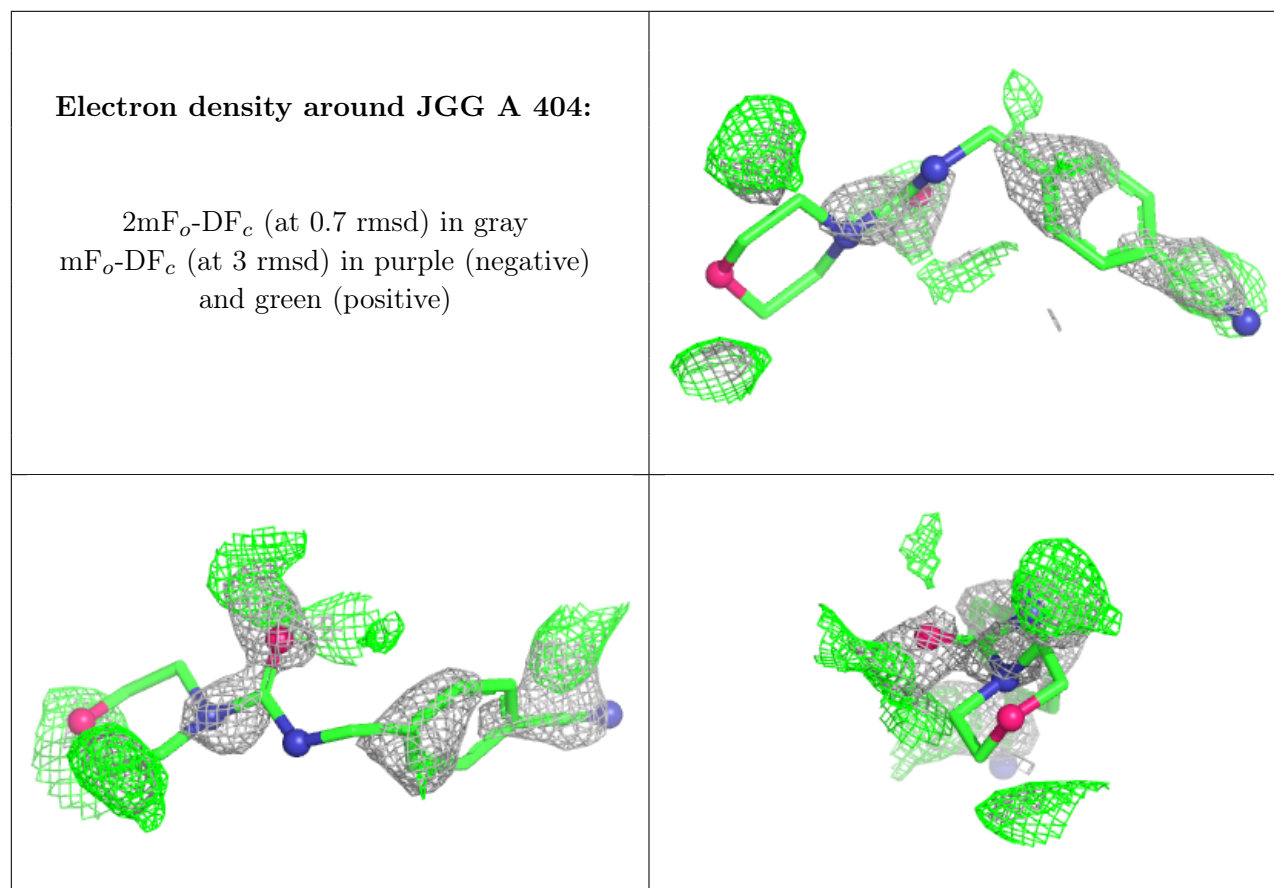 Electron density around JGG A 404:
2mFo-DFc (at 0.7 rmsd) in gray
mFo-DFc (at 3 rmsd) in purple (negative)
and green (positive)